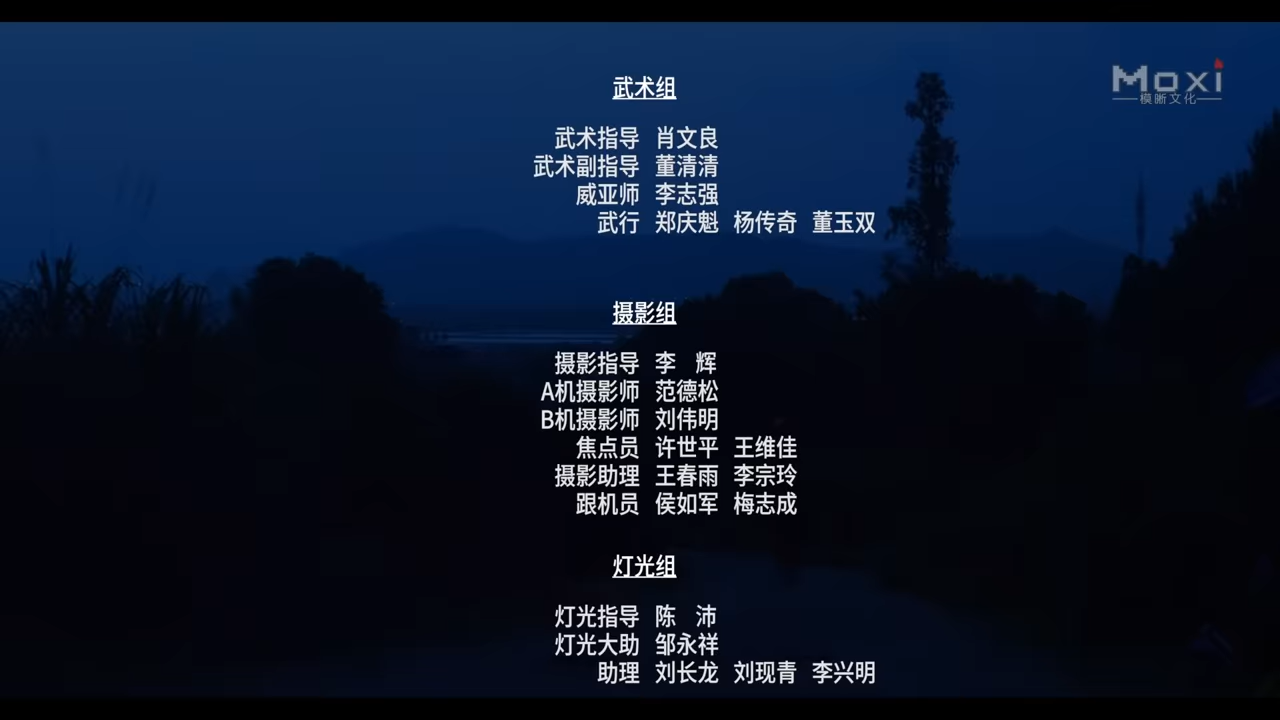 武术组
Moxi
模晰文化
武术指导 肖文良
武术副指导 董清清
威亚师 李志强
武行 郑庆魁 杨传奇 董玉双
摄影组
摄影指导 李 辉
A机摄影师 范德松
B机摄影师 刘伟明
焦点员 许世平 王维佳
摄影助理 王春雨 李宗玲
跟机员 侯如军 梅志成
灯光组
灯光指导 陈 沛
灯光大助 邹永祥
助理 刘长龙 刘现青 李兴明